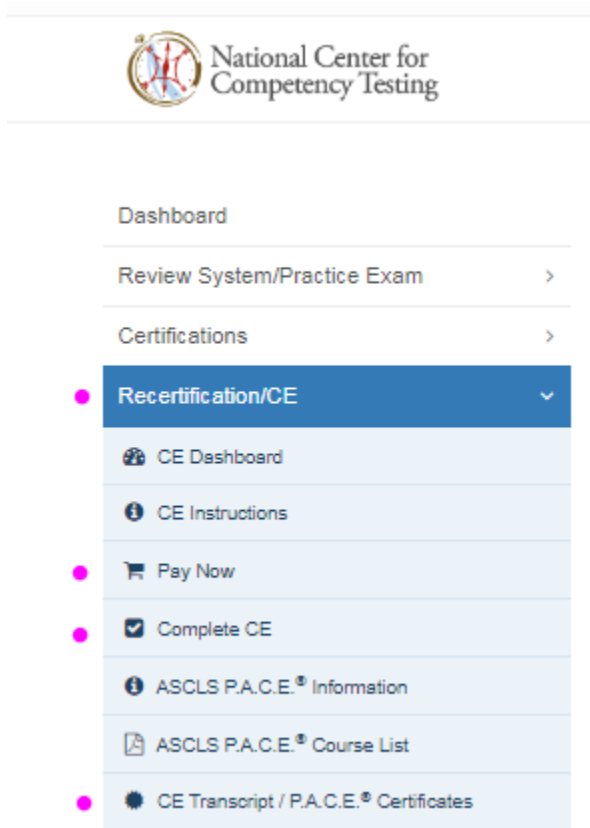 National Center for
Competency Testing
Dashboard
Review System/Practice Exam
Certifications
Recertification/CE
CE Dashboard
CE Instructions
Pay Now
Complete CE
ASCLS P.A.C.E.® Information
ASCLS P.A.C.E.® Course List
CE Transcript / P.A.C.E.® Certificates